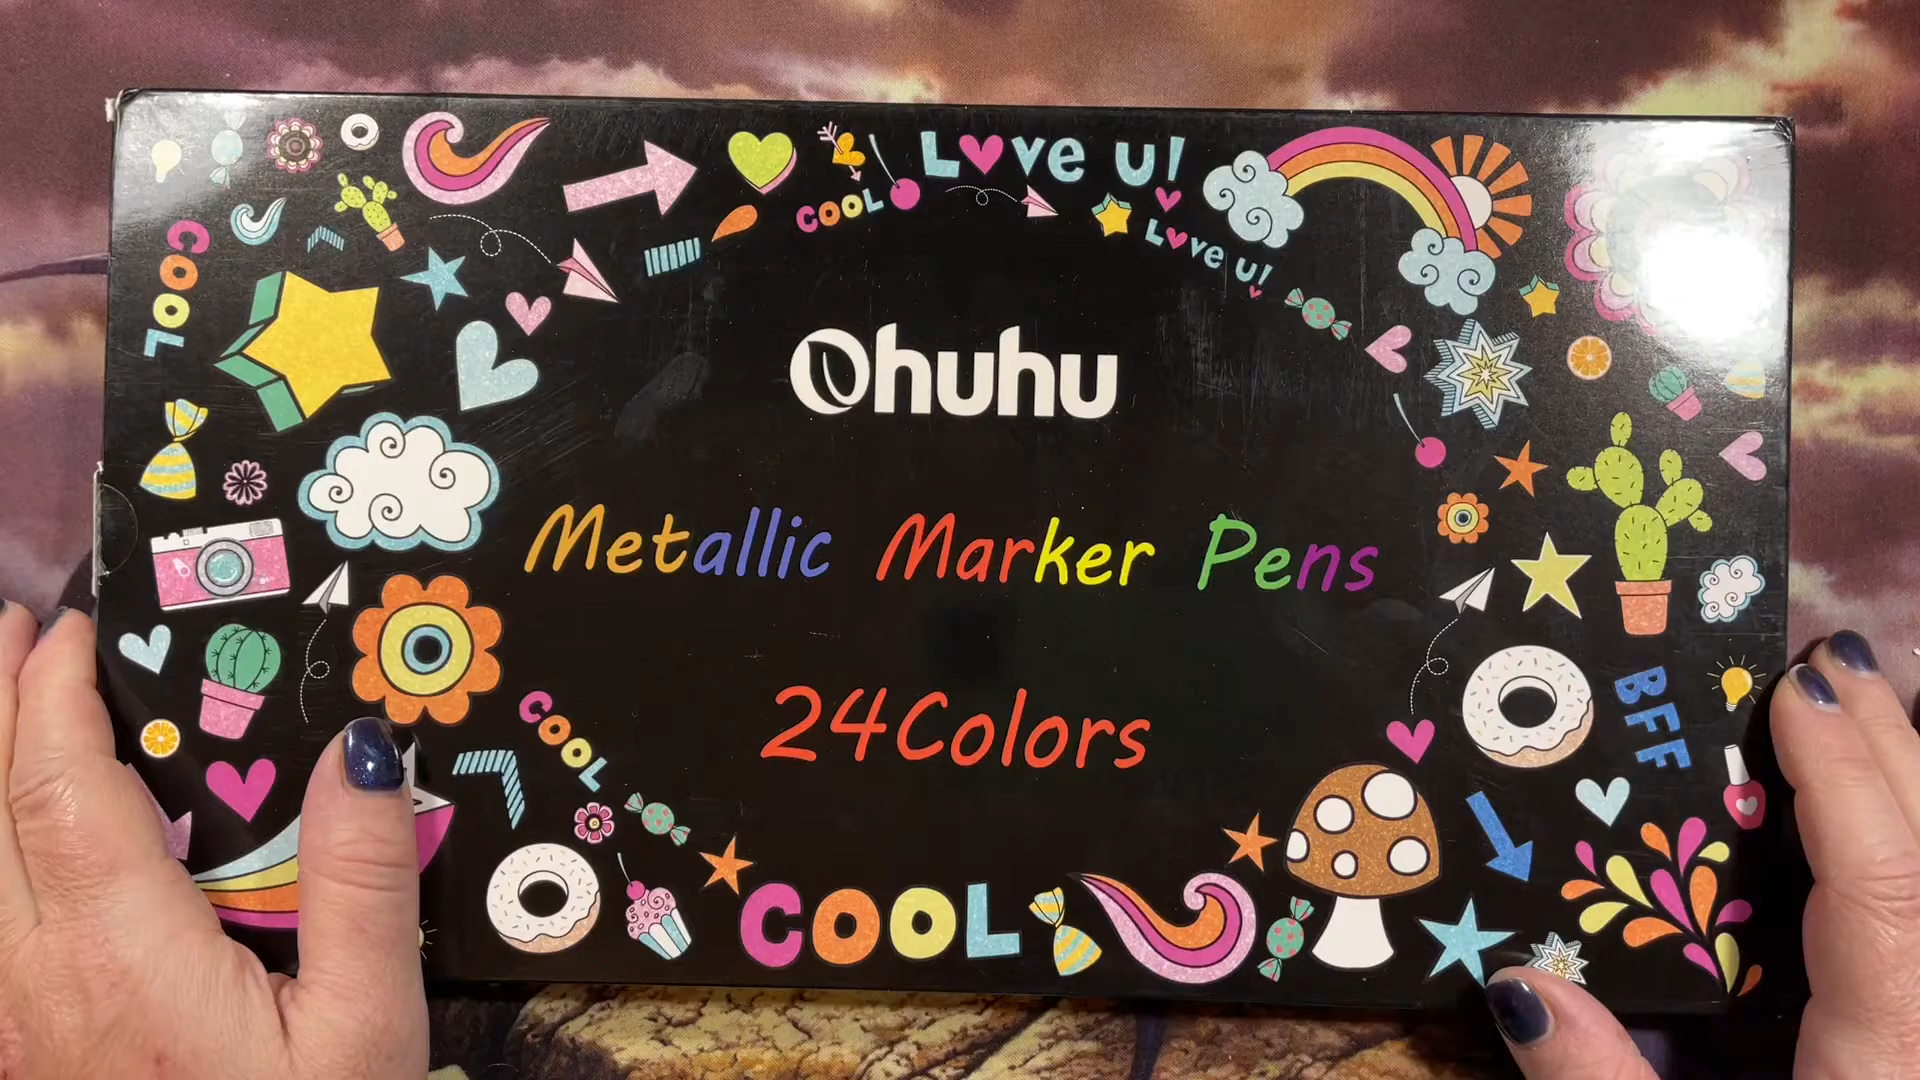 Love u!
COOL
Love u!
COOL
Ohuhu
Metallic Marker Pens
24Colors
COOL
BFF
COOL